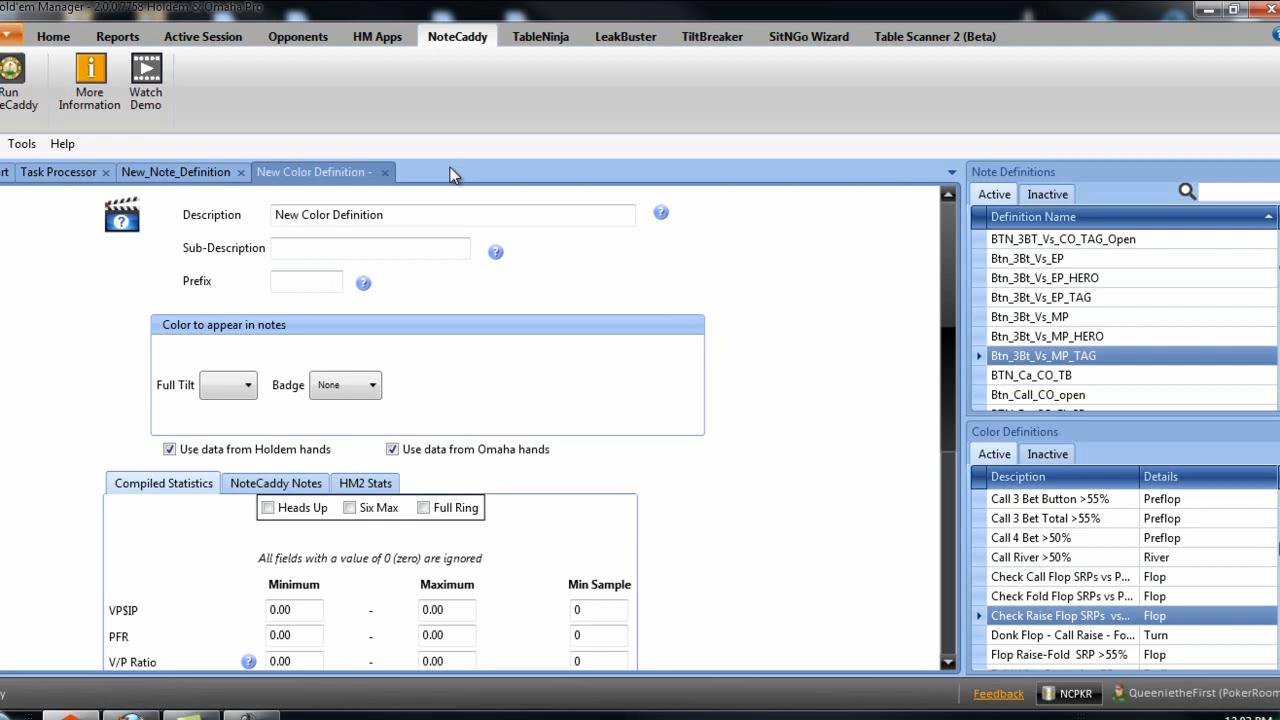 old'em Manager - 2.0.0.7758 Holdem & Omaha Pro
Home Reports Active Session Opponents HM Apps NoteCaddy TableNinja LeakBuster TiltBreaker SitNGo Wizard Table Scanner 2 (Beta)
Run More Watch
eCaddy Information Demo
Tools Help
rt Task Processor New_Note_Definition New Color Definition -
Description New Color Definition
Sub-Description
Prefix
Color to appear in notes
Full Tilt Badge None
Use data from Holdem hands Use data from Omaha hands
Compiled Statistics NoteCaddy Notes HM2 Stats
Heads Up Six Max Full Ring
All fields with a value of 0 (zero) are ignored
Minimum Maximum Min Sample
VP$IP 0.00 - 0.00 0
PFR 0.00 - 0.00 0
V/P Ratio 0.00 - 0.00 0
Note Definitions
Active Inactive
Definition Name
BTN_3BT_Vs_CO_TAG_Open
Btn_3Bt_Vs_EP
Btn_3Bt_Vs_EP_HERO
Btn_3Bt_Vs_EP_TAG
Btn_3Bt_Vs_MP
Btn_3Bt_Vs_MP_HERO
Btn_3Bt_Vs_MP_TAG
BTN_Ca_CO_TB
Btn_Call_CO_open
Color Definitions
Active Inactive
Desciption Details
Call 3 Bet Button >55% Preflop
Call 3 Bet Total >55% Preflop
Call 4 Bet >50% Preflop
Call River >50% River
Check Call Flop SRPs vs P... Flop
Check Fold Flop SRPs vs P... Flop
Check Raise Flop SRPs vs... Flop
Donk Flop - Call Raise - Fo... Turn
Flop Raise-Fold SRP >55% Flop
y Feedback NCPKR QueenietheFirst (PokerRoom